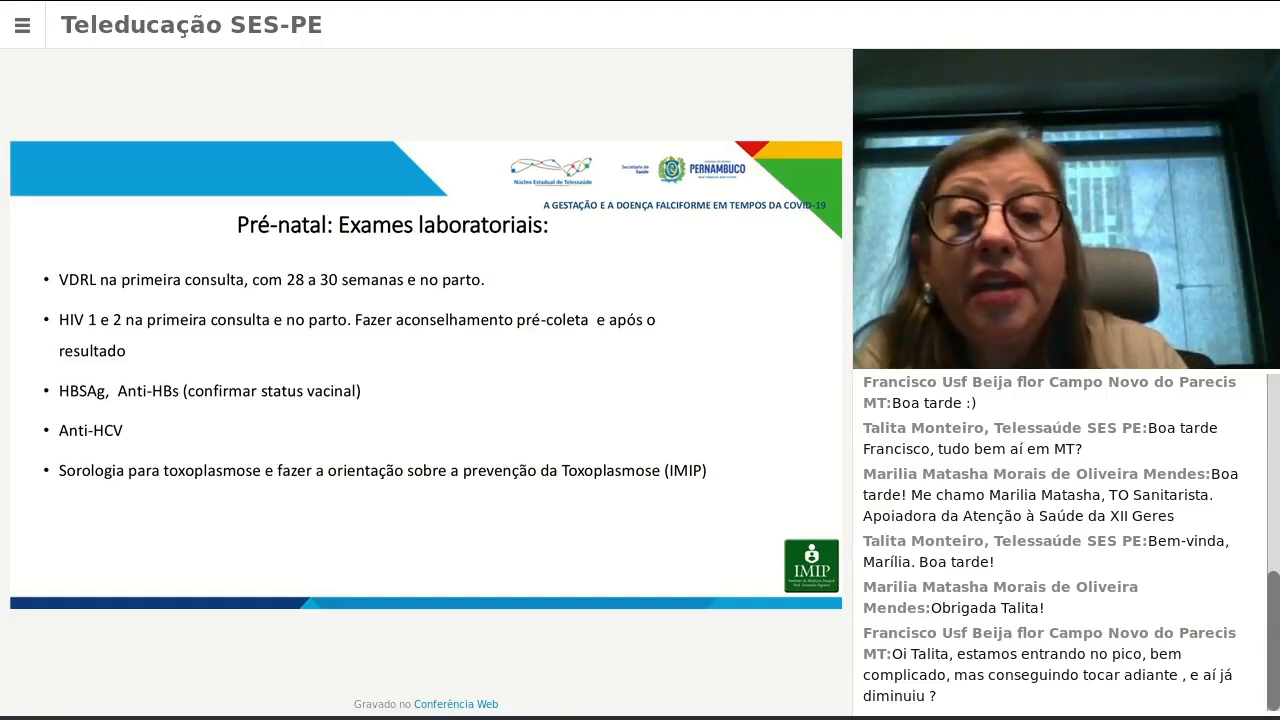 Teleducação SES-PE
Núcleo Estadual de Telessaúde
Secretaria de
Saúde
PERNAMBUCO
A GESTAÇÃO E A DOENÇA FALCIFORME EM TEMPOS DA COVID-19
Pré-natal: Exames laboratoriais:
• VDRL na primeira consulta, com 28 a 30 semanas e no parto.
• HIV 1 e 2 na primeira consulta e no parto. Fazer aconselhamento pré-coleta  e após o
resultado
• HBSAg,  Anti-HBs (confirmar status vacinal)
• Anti-HCV
• Sorologia para toxoplasmose e fazer a orientação sobre a prevenção da Toxoplasmose (IMIP)
IMIP
Gravado no Conferência Web
Francisco Usf Beija flor Campo Novo do Parecis
MT:Boa tarde :)
Talita Monteiro, Telessaúde SES PE:Boa tarde
Francisco, tudo bem aí em MT?
Marilia Matasha Morais de Oliveira Mendes:Boa
tarde! Me chamo Marilia Matasha, TO Sanitarista.
Apoiadora da Atenção à Saúde da XII Geres
Talita Monteiro, Telessaúde SES PE:Bem-vinda,
Marília. Boa tarde!
Marilia Matasha Morais de Oliveira
Mendes:Obrigada Talita!
Francisco Usf Beija flor Campo Novo do Parecis
MT:Oi Talita, estamos entrando no pico, bem
complicado, mas conseguindo tocar adiante , e aí já
diminuiu ?